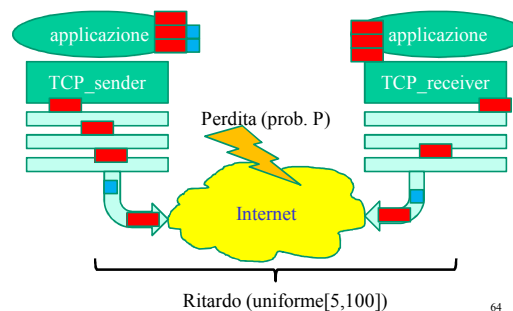 applicazione
applicazione
TCP_sender
TCP_receiver
Perdita (prob. P)
Internet
Ritardo (uniforme[5,100])
64